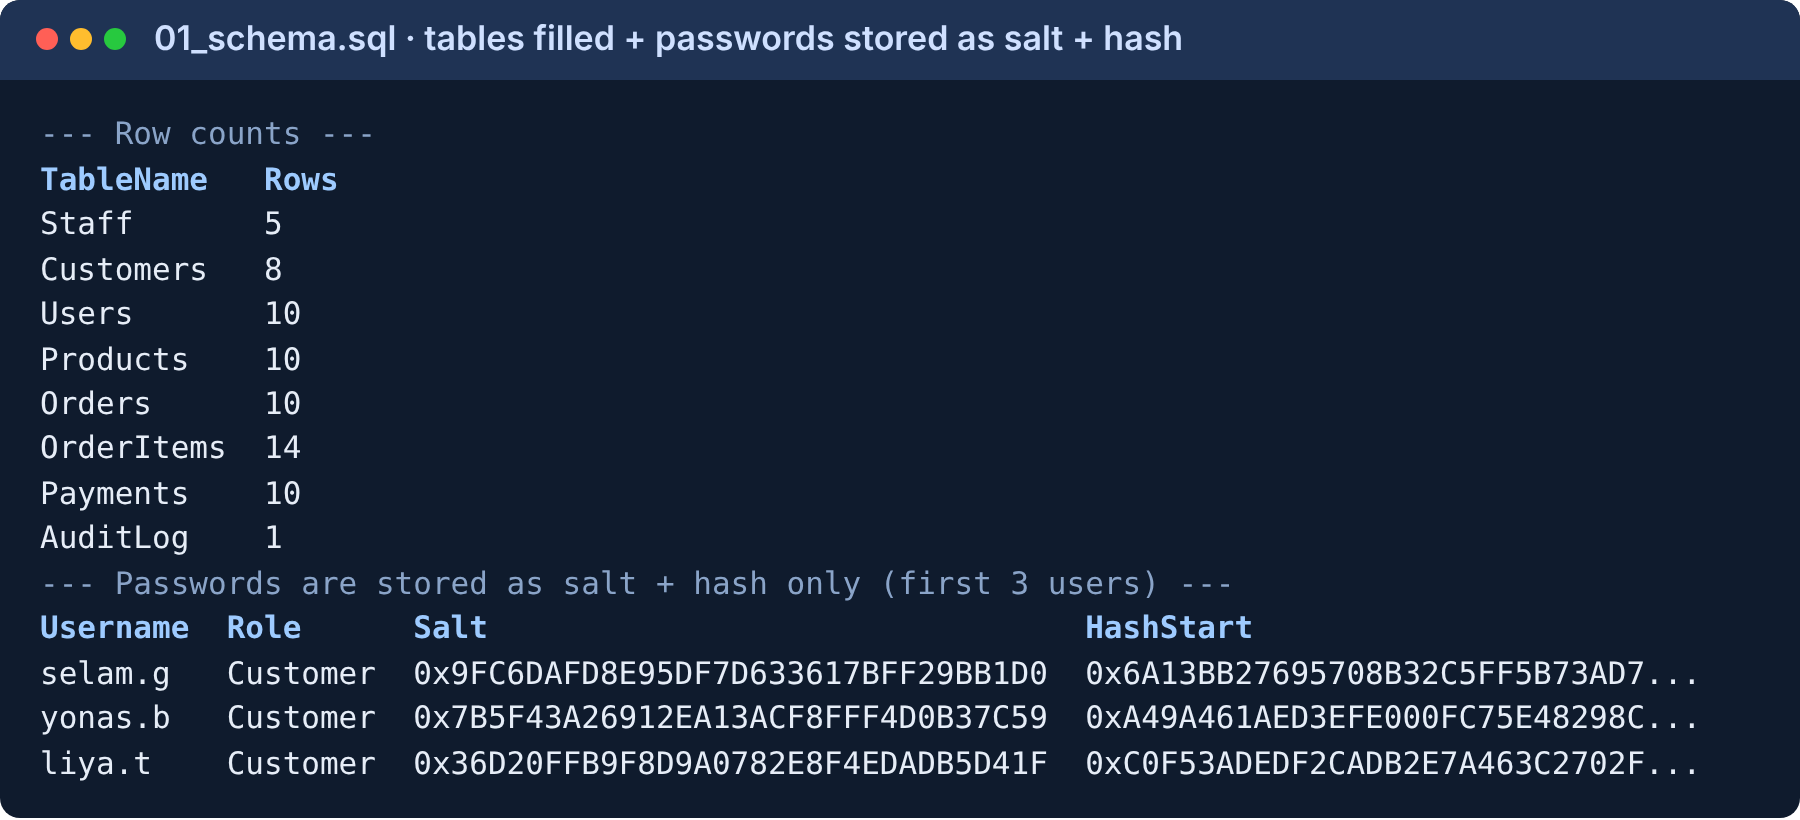 01_schema.sql · tables filled + passwords stored as salt + hash
--- Row counts ---
TableName Rows
Staff 5
Customers 8
Users 10
Products 10
Orders 10
OrderItems 14
Payments 10
AuditLog 1
--- Passwords are stored as salt + hash only (first 3 users) ---
Username Role Salt HashStart
selam.g Customer 0x9FC6DAFD8E95DF7D633617BFF29BB1D0 0x6A13BB27695708B32C5FF5B73AD7...
yonas.b Customer 0x7B5F43A26912EA13ACF8FFF4D0B37C59 0xA49A461AED3EFE000FC75E48298C...
liya.t Customer 0x36D20FFB9F8D9A0782E8F4EDADB5D41F 0xC0F53ADEDF2CADB2E7A463C2702F...